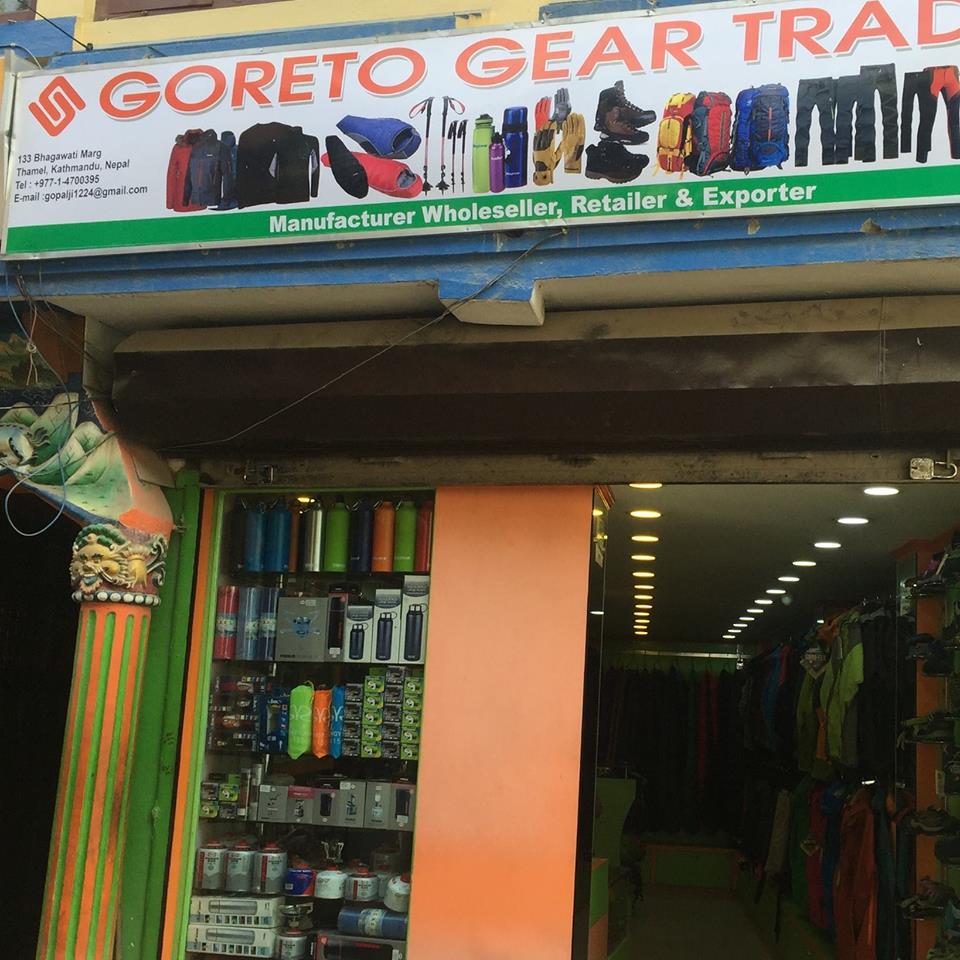 GORETO GEAR TRAD
133 Bhagawati Marg
Thamel, Kathmandu, Nepal
Tel : +977-1-4700395
E-mail :gopalji1224@gmail.com
Manufacturer Wholeseller, Retailer & Exporter